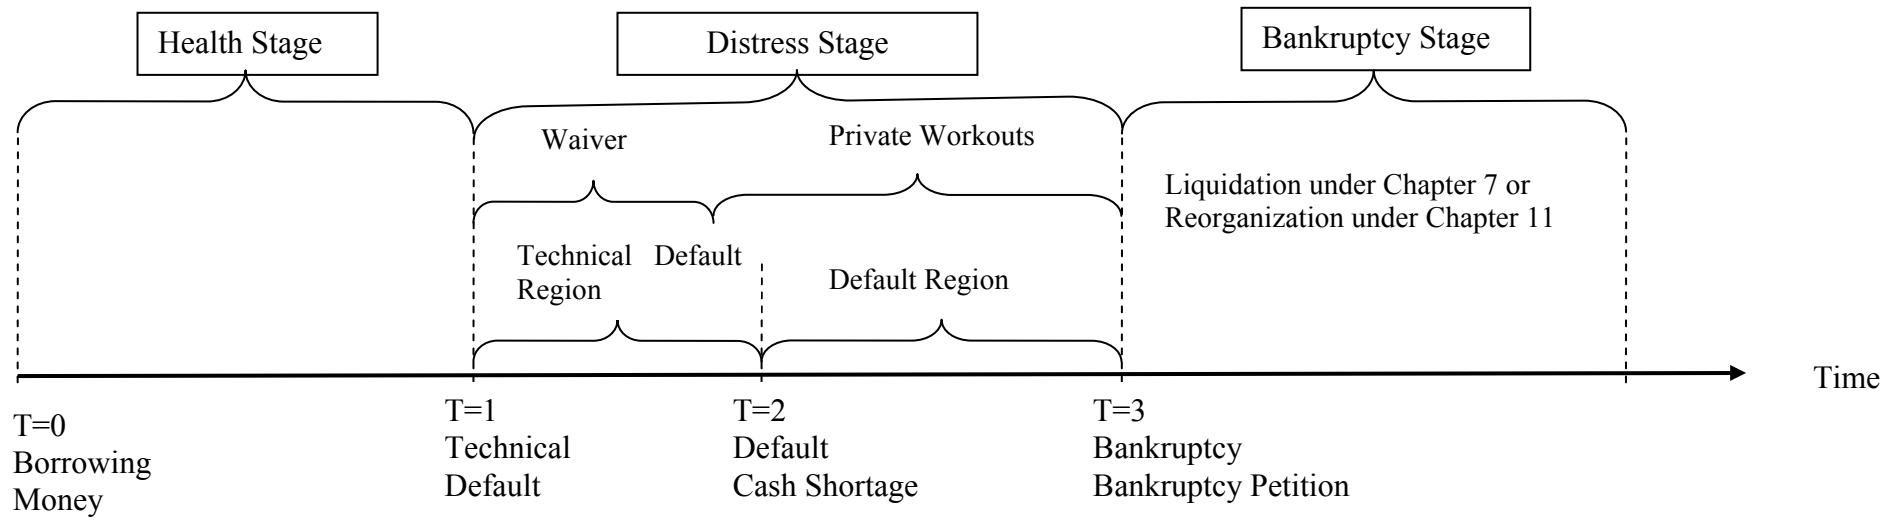 Health Stage
Distress Stage
Bankruptcy Stage
Waiver
Private Workouts
Liquidation under Chapter 7 or
Reorganization under Chapter 11
Technical Default
Region
Default Region
Time
T=0
Borrowing
Money
T=1
Technical
Default
T=2
Default
Cash Shortage
T=3
Bankruptcy
Bankruptcy Petition